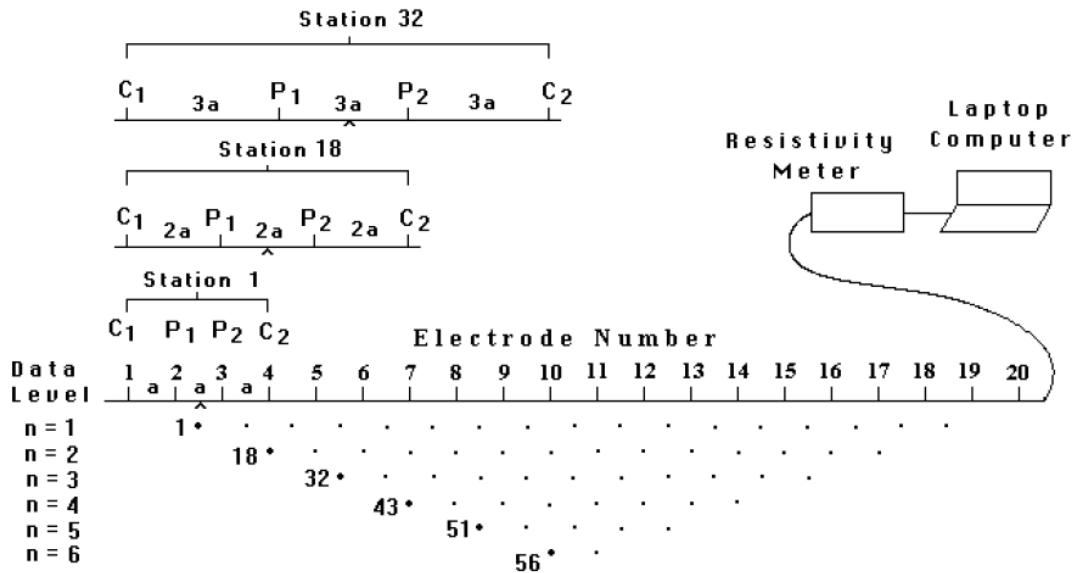 Station 32
C1 3a P1 3a P2 3a C2
Laptop
Computer
Resistivity
Meter
Station 18
C1 2a P1 2a P2 2a C2
Station 1
C1 P1 P2 C2
Electrode Number
Data
Level
1 2 3 4 5 6 7 8 9 10 11 12 13 14 15 16 17 18 19 20
a a a
n = 1 1
n = 2 18
n = 3 32
n = 4 43
n = 5 51
n = 6 56